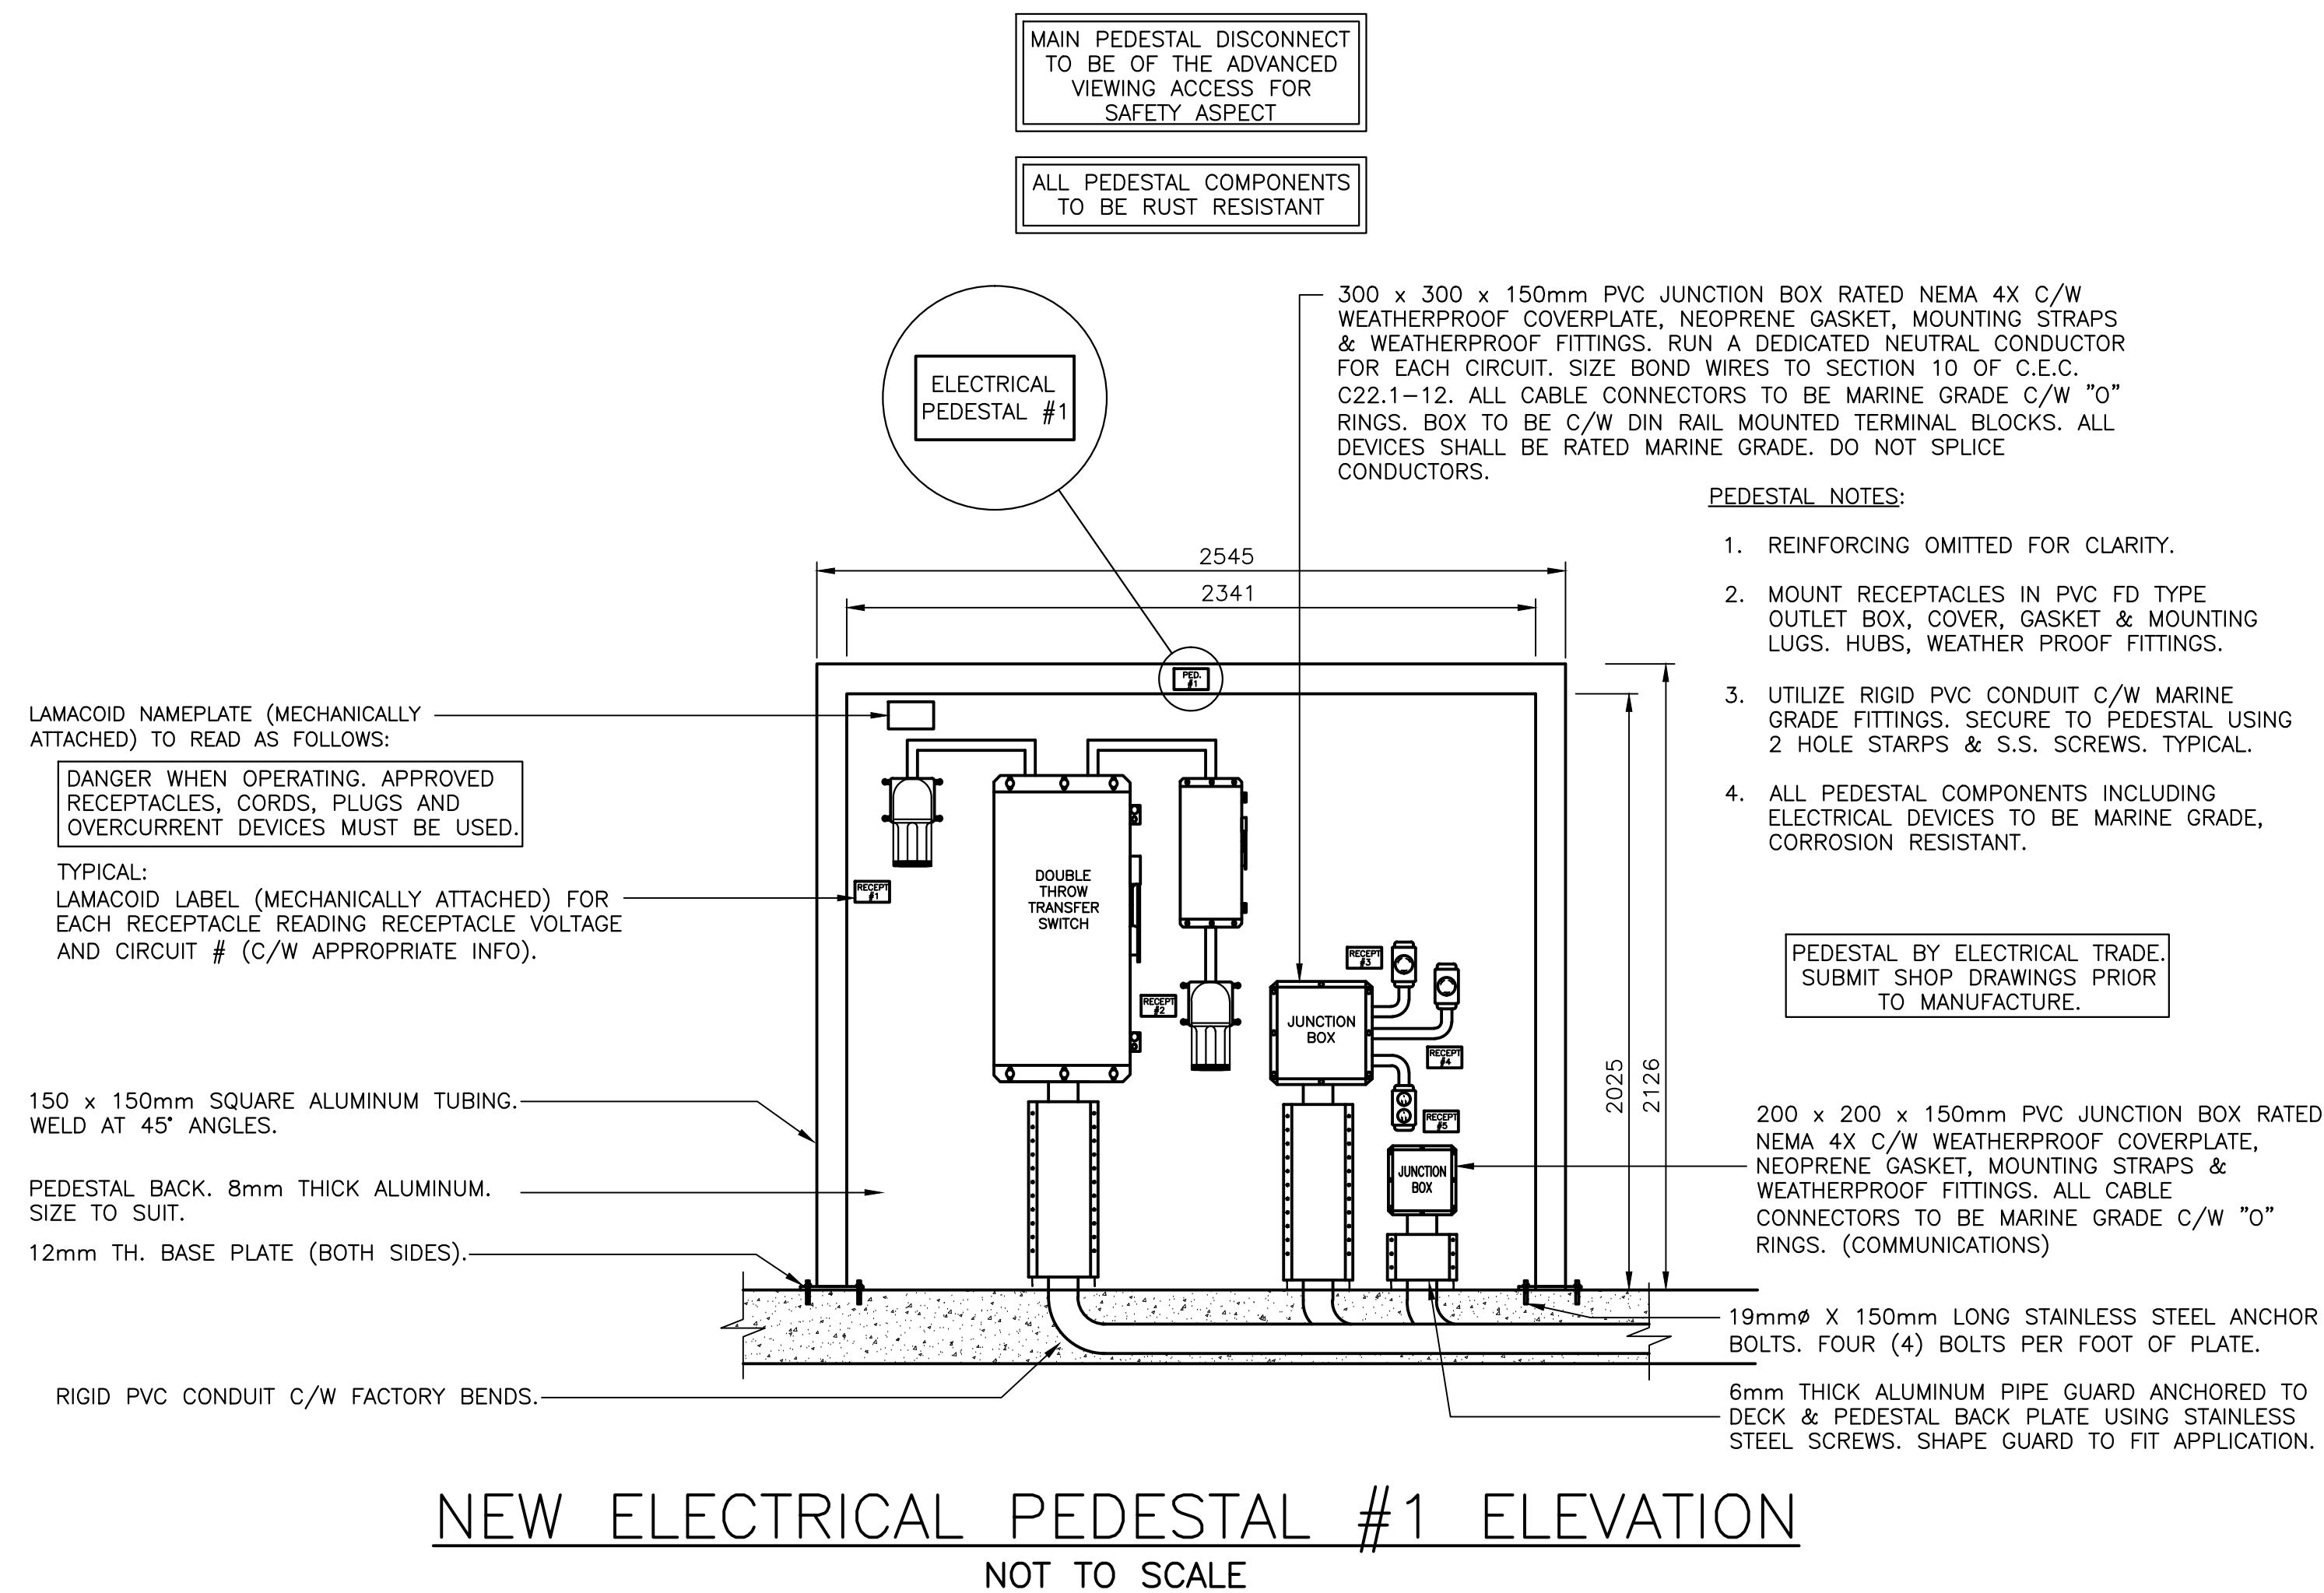 MAIN PEDESTAL DISCONNECT
TO BE OF THE ADVANCED
VIEWING ACCESS FOR
SAFETY ASPECT
ALL PEDESTAL COMPONENTS
TO BE RUST RESISTANT
300 x 300 x 150mm PVC JUNCTION BOX RATED NEMA 4X C/W
WEATHERPROOF COVERPLATE, NEOPRENE GASKET, MOUNTING STRAPS
& WEATHERPROOF FITTINGS. RUN A DEDICATED NEUTRAL CONDUCTOR
FOR EACH CIRCUIT. SIZE BOND WIRES TO SECTION 10 OF C.E.C.
C22.1-12. ALL CABLE CONNECTORS TO BE MARINE GRADE C/W "O"
RINGS. BOX TO BE C/W DIN RAIL MOUNTED TERMINAL BLOCKS. ALL
DEVICES SHALL BE RATED MARINE GRADE. DO NOT SPLICE
CONDUCTORS.
ELECTRICAL
PEDESTAL #1
PEDESTAL NOTES:
1. REINFORCING OMITTED FOR CLARITY.
2. MOUNT RECEPTACLES IN PVC FD TYPE
OUTLET BOX, COVER, GASKET & MOUNTING
LUGS. HUBS, WEATHER PROOF FITTINGS.
3. UTILIZE RIGID PVC CONDUIT C/W MARINE
GRADE FITTINGS. SECURE TO PEDESTAL USING
2 HOLE STARPS & S.S. SCREWS. TYPICAL.
4. ALL PEDESTAL COMPONENTS INCLUDING
ELECTRICAL DEVICES TO BE MARINE GRADE,
CORROSION RESISTANT.
PEDESTAL BY ELECTRICAL TRADE.
SUBMIT SHOP DRAWINGS PRIOR
TO MANUFACTURE.
2545
2341
PED.
#1
LAMACOID NAMEPLATE (MECHANICALLY
ATTACHED) TO READ AS FOLLOWS:
DANGER WHEN OPERATING. APPROVED
RECEPTACLES, CORDS, PLUGS AND
OVERCURRENT DEVICES MUST BE USED.
TYPICAL:
LAMACOID LABEL (MECHANICALLY ATTACHED) FOR
EACH RECEPTACLE READING RECEPTACLE VOLTAGE
AND CIRCUIT # (C/W APPROPRIATE INFO).
RECEPT
#1
DOUBLE
THROW
TRANSFER
SWITCH
RECEPT
#2
RECEPT
#3
JUNCTION
BOX
RECEPT
#4
RECEPT
#5
JUNCTION
BOX
2025
2126
150 x 150mm SQUARE ALUMINUM TUBING.
WELD AT 45° ANGLES.
PEDESTAL BACK. 8mm THICK ALUMINUM.
SIZE TO SUIT.
12mm TH. BASE PLATE (BOTH SIDES).
RIGID PVC CONDUIT C/W FACTORY BENDS.
200 x 200 x 150mm PVC JUNCTION BOX RATED
NEMA 4X C/W WEATHERPROOF COVERPLATE,
NEOPRENE GASKET, MOUNTING STRAPS &
WEATHERPROOF FITTINGS. ALL CABLE
CONNECTORS TO BE MARINE GRADE C/W "O"
RINGS. (COMMUNICATIONS)
19mmø X 150mm LONG STAINLESS STEEL ANCHOR
BOLTS. FOUR (4) BOLTS PER FOOT OF PLATE.
6mm THICK ALUMINUM PIPE GUARD ANCHORED TO
DECK & PEDESTAL BACK PLATE USING STAINLESS
STEEL SCREWS. SHAPE GUARD TO FIT APPLICATION.
NEW ELECTRICAL PEDESTAL #1 ELEVATION
NOT TO SCALE